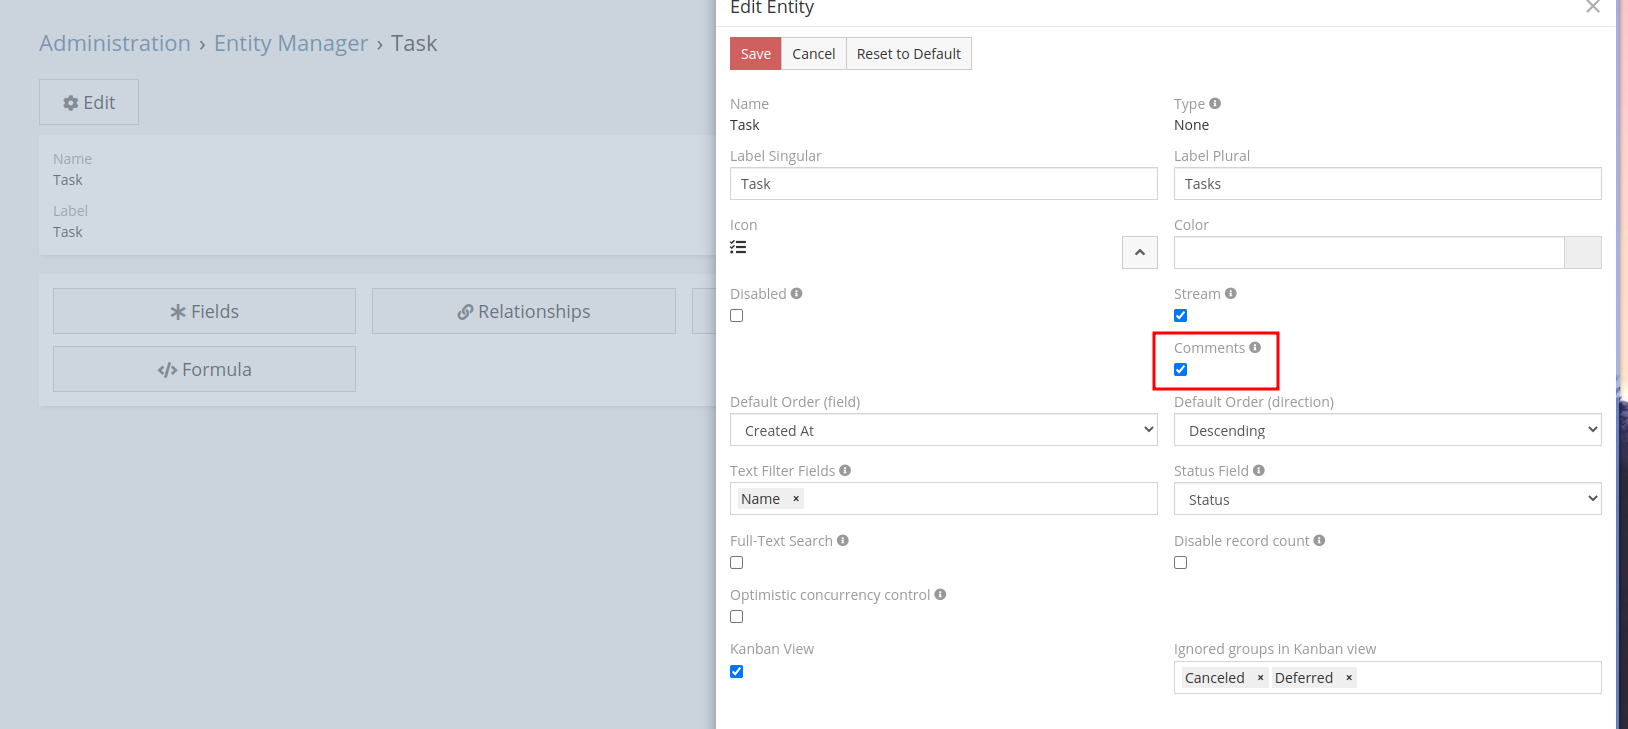 Administration › Entity Manager › Task
Edit
Name
Task
Label
Task
Fields
Relationships
Formula
Edit Entity
Save Cancel Reset to Default
Name
Task
Type
None
Label Singular
Task
Label Plural
Tasks
Icon
Color
Disabled
Stream
Comments
Default Order (field)
Created At
Default Order (direction)
Descending
Text Filter Fields
Name ×
Status Field
Status
Full-Text Search
Disable record count
Optimistic concurrency control
Kanban View
Ignored groups in Kanban view
Canceled × Deferred ×